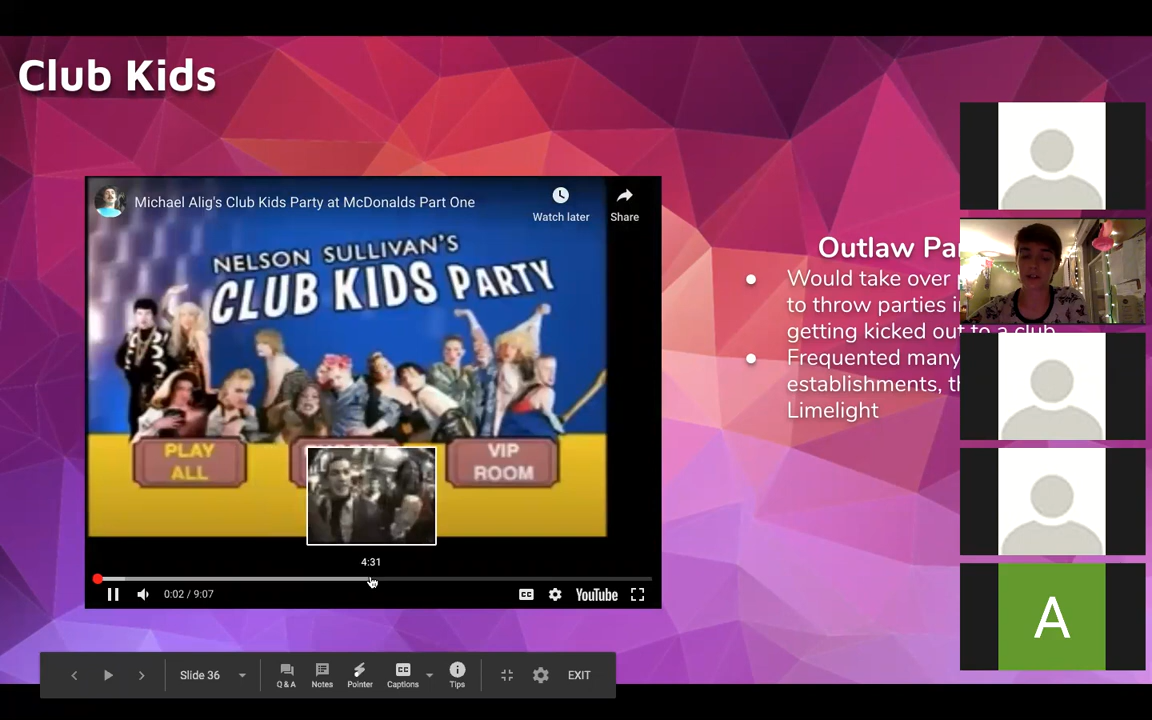 Club Kids
Michael Alig's Club Kids Party at McDonalds Part One
Watch later
Share
NELSON SULLIVAN'S
CLUB KIDS PARTY
PLAY
ALL
VIP
ROOM
4:31
0:02 / 9:07
CC
YouTube
Outlaw Pa
Would take over
to throw parties i
getting kicked out to a club
Frequented many
establishments, th
Limelight
A
Slide 36
Q & A
Notes
Pointer
CC
Captions
Tips
EXIT